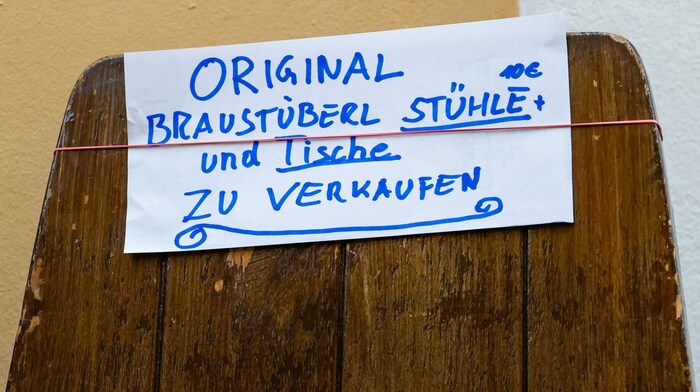 ORIGINAL
10€
BRAUSTÜBERL STÜHLE +
und Tische
ZU VERKAUFEN